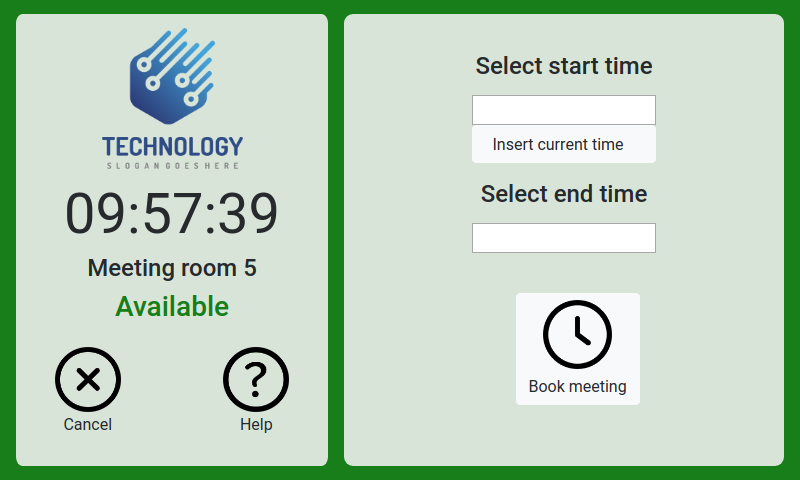 TECHNOLOGY
SLOGAN GOES HERE
09:57:39
Meeting room 5
Available
Cancel
Help
Select start time
Insert current time
Select end time
Book meeting